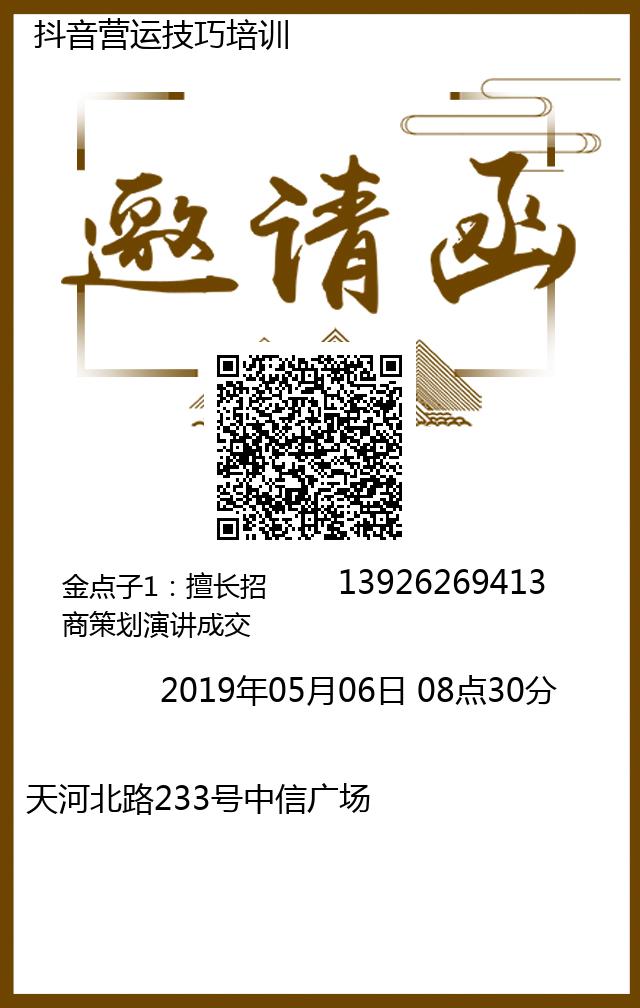 抖音营运技巧培训
邀请函
金点子1：擅长招
商策划演讲成交
13926269413
2019年05月06日 08点30分
天河北路233号中信广场